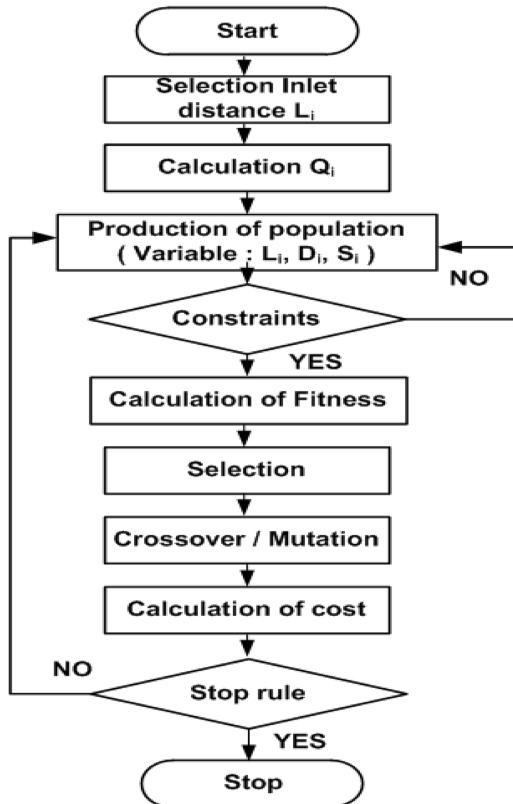 Start
Selection Inlet
distance Lᵢ
Calculation Qᵢ
Production of population
( Variable : Lᵢ, Dᵢ, Sᵢ )
NO
Constraints
YES
Calculation of Fitness
Selection
Crossover / Mutation
Calculation of cost
NO
Stop rule
YES
Stop